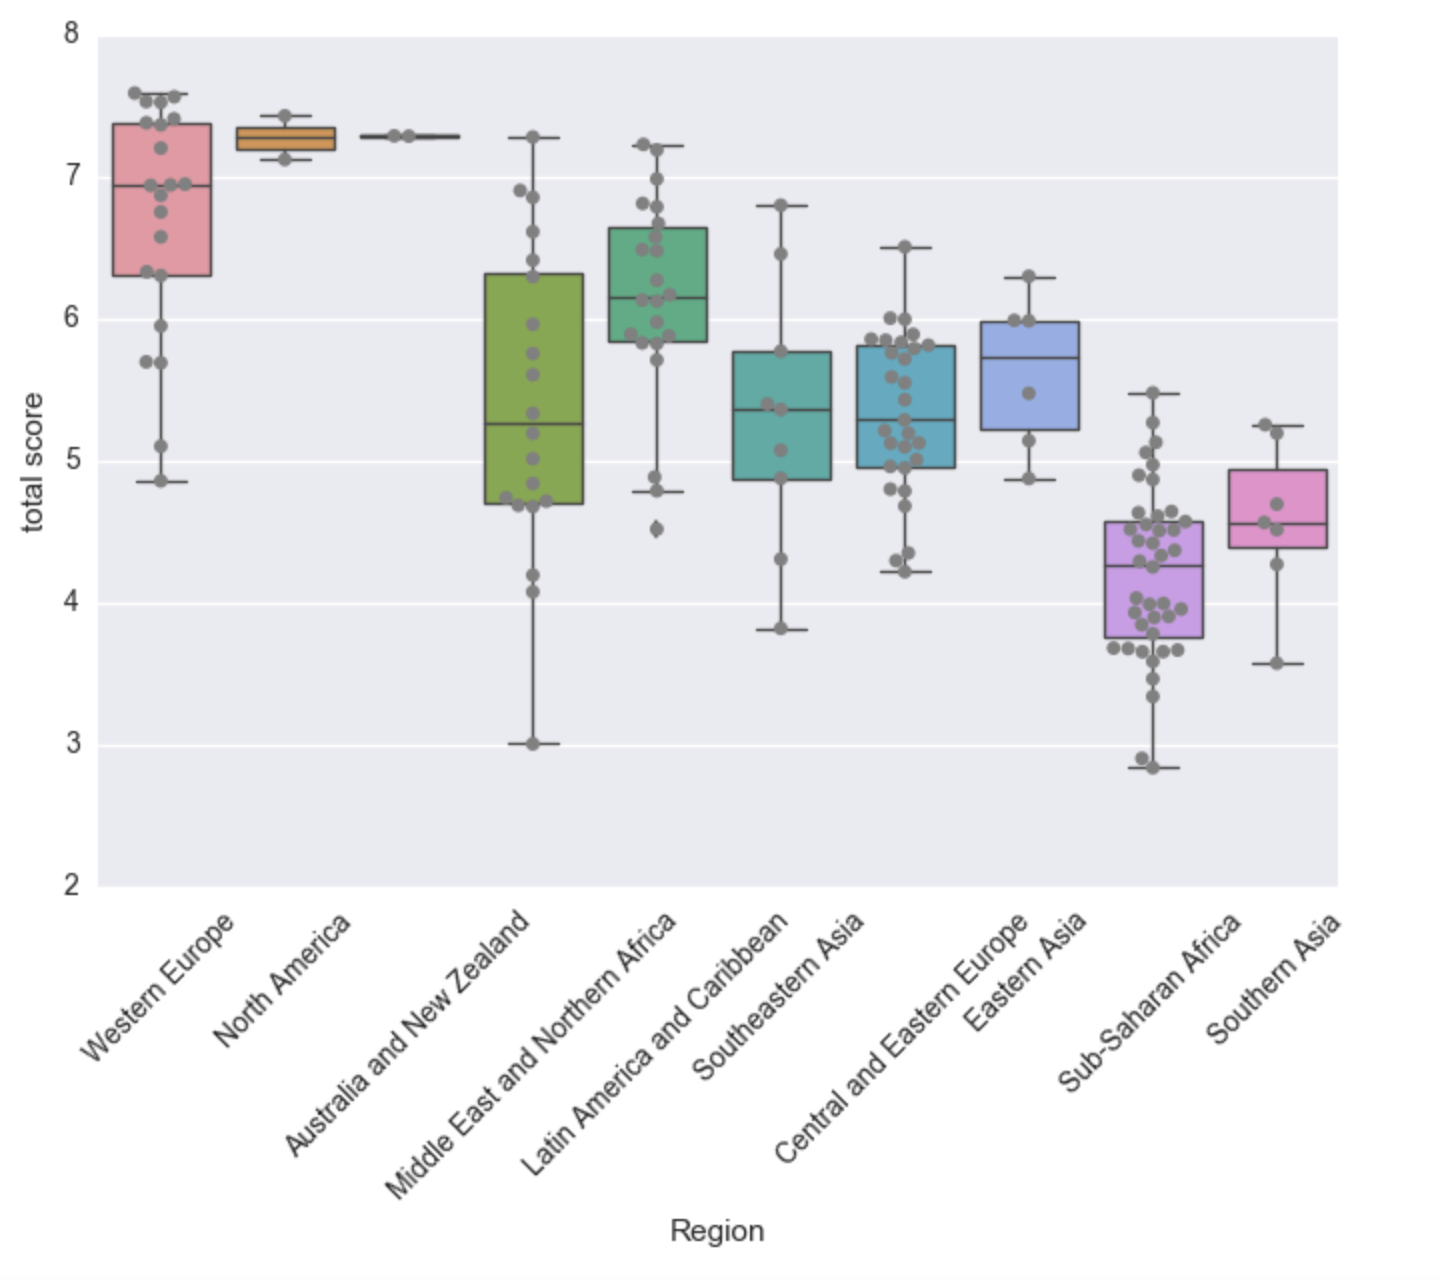 8
7
6
5
4
3
2
total score
Western Europe
North America
Australia and New Zealand
Middle East and Northern Africa
Latin America and Caribbean
Southeastern Asia
Central and Eastern Europe
Eastern Asia
Sub-Saharan Africa
Southern Asia
Region